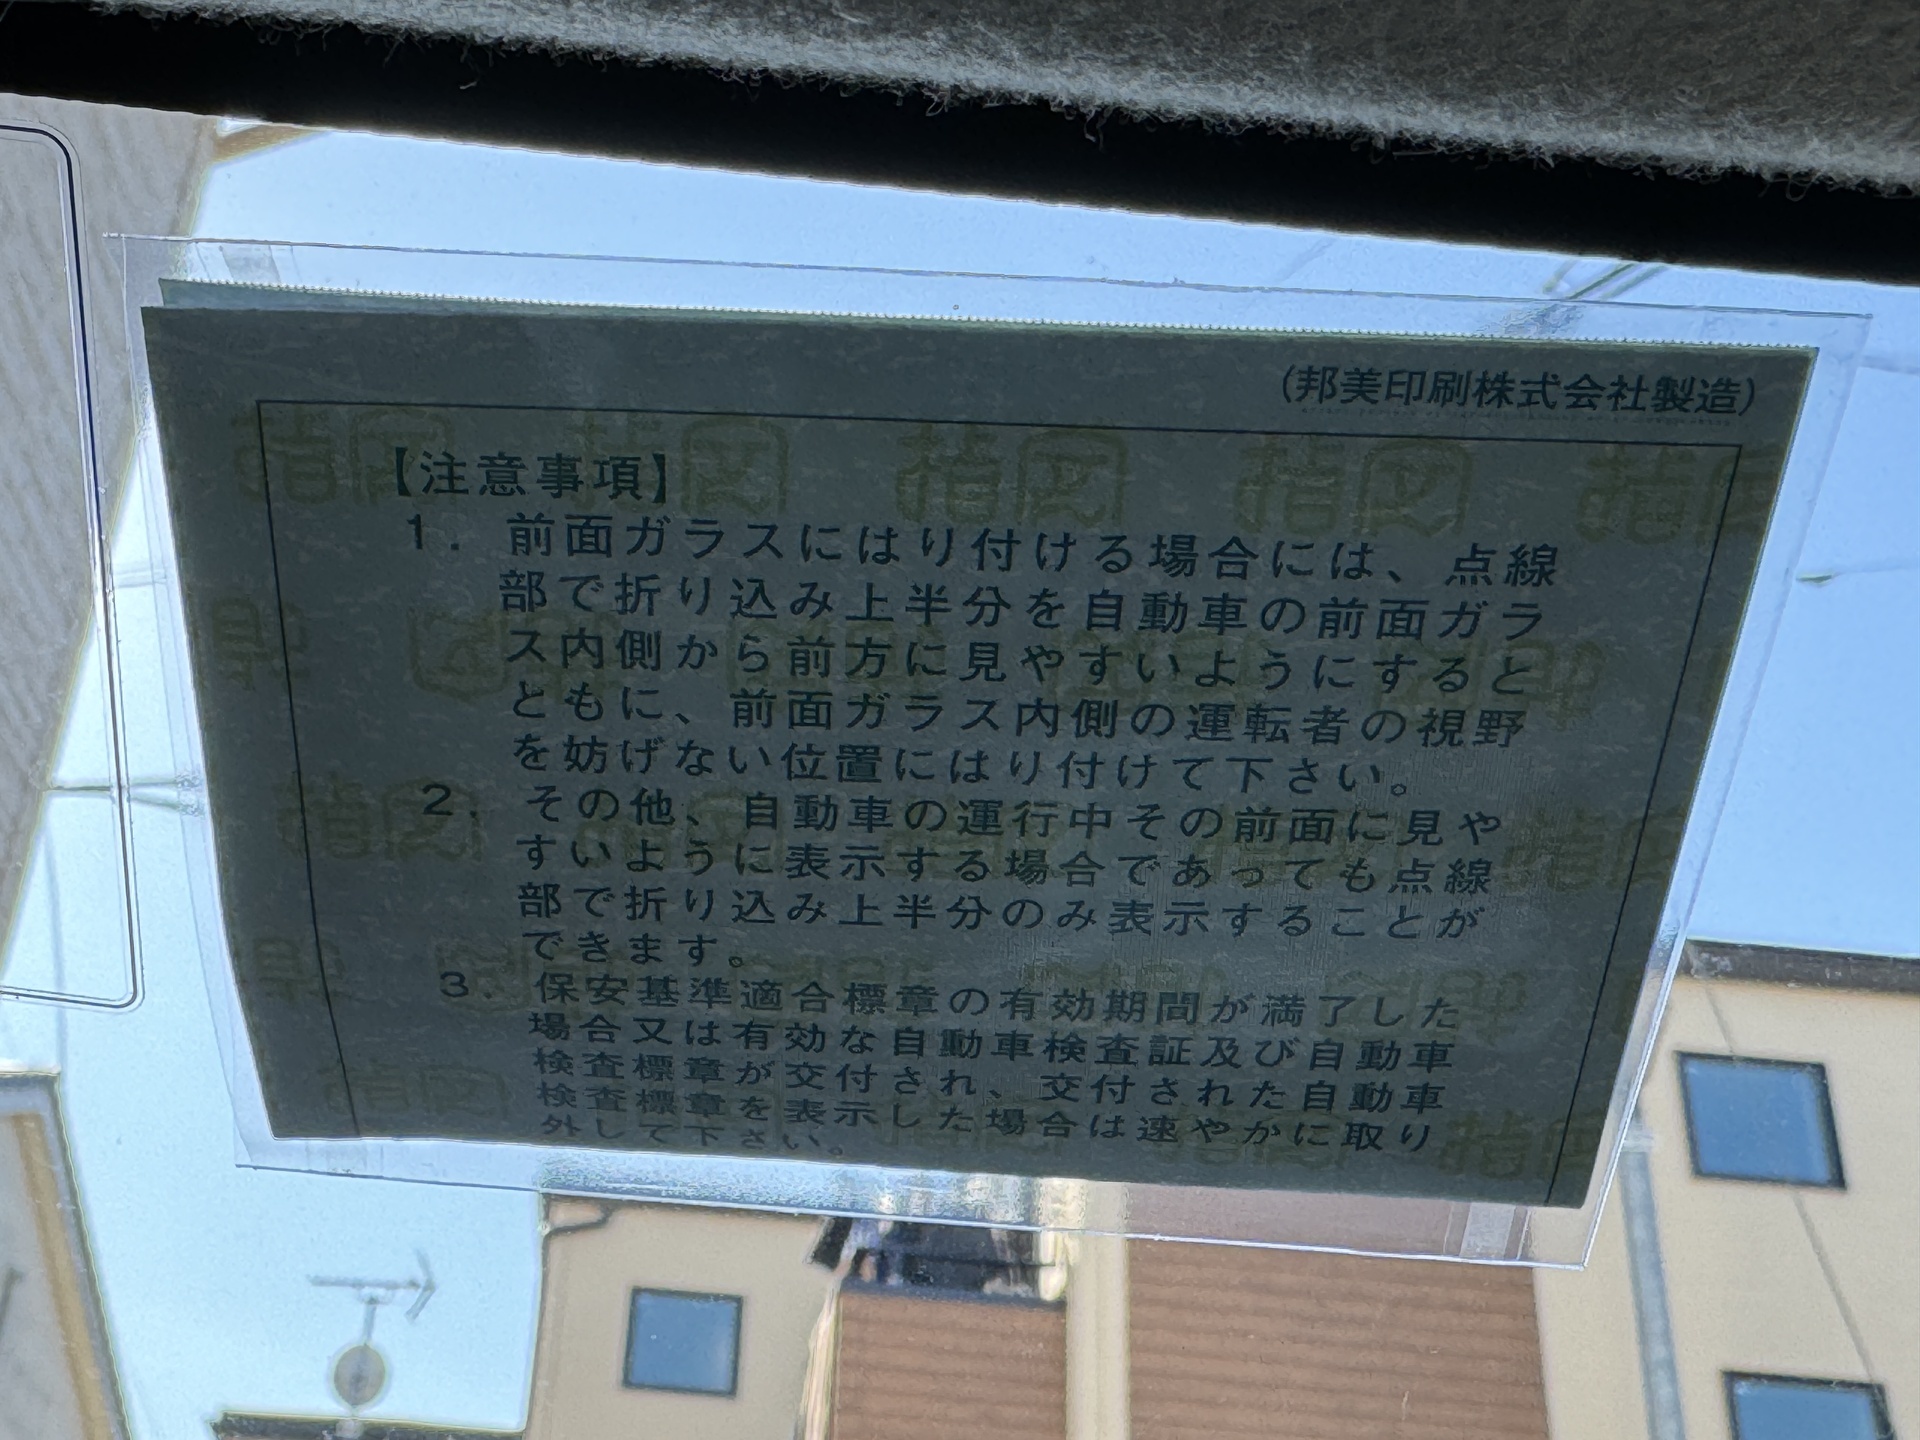 (邦美印刷株式会社製造)
【注意事項】
1. 前面ガラスにはり付ける場合には、点線
部で折り込み上半分を自動車の前面ガラ
ス内側から前方に見やすいようにすると
ともに、前面ガラス内側の運転者の視野
を妨げない位置にはり付けて下さい。
2. その他、自動車の運行中その前面に見や
すいように表示する場合であっても点線
部で折り込み上半分のみ表示することが
できます。
3. 保安基準適合標章の有効期間が満了した
場合又は有効な自動車検査証及び自動車
検査標章が交付され、交付された自動車
検査標章を表示した場合は速やかに取り
外して下さい。